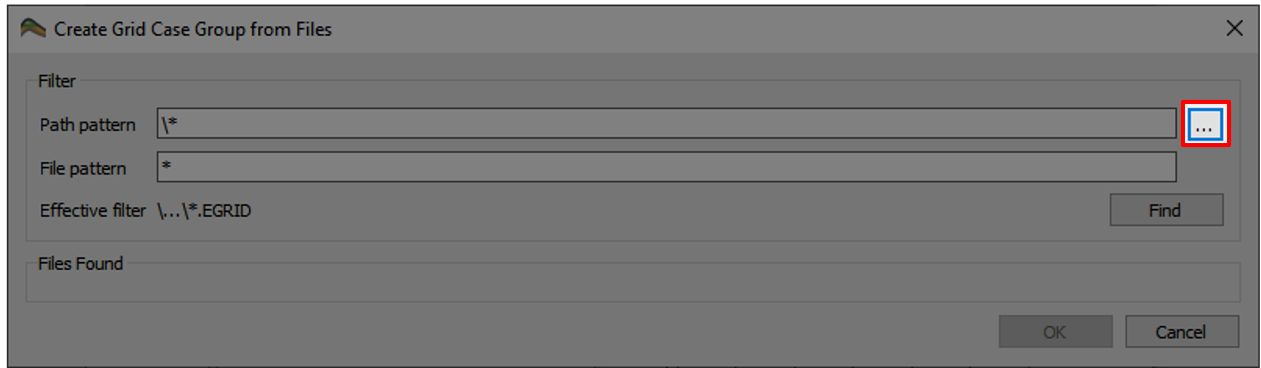 Create Grid Case Group from Files
Filter
Path pattern \* ...
File pattern *
Effective filter \...\*.EGRID Find
Files Found
OK Cancel